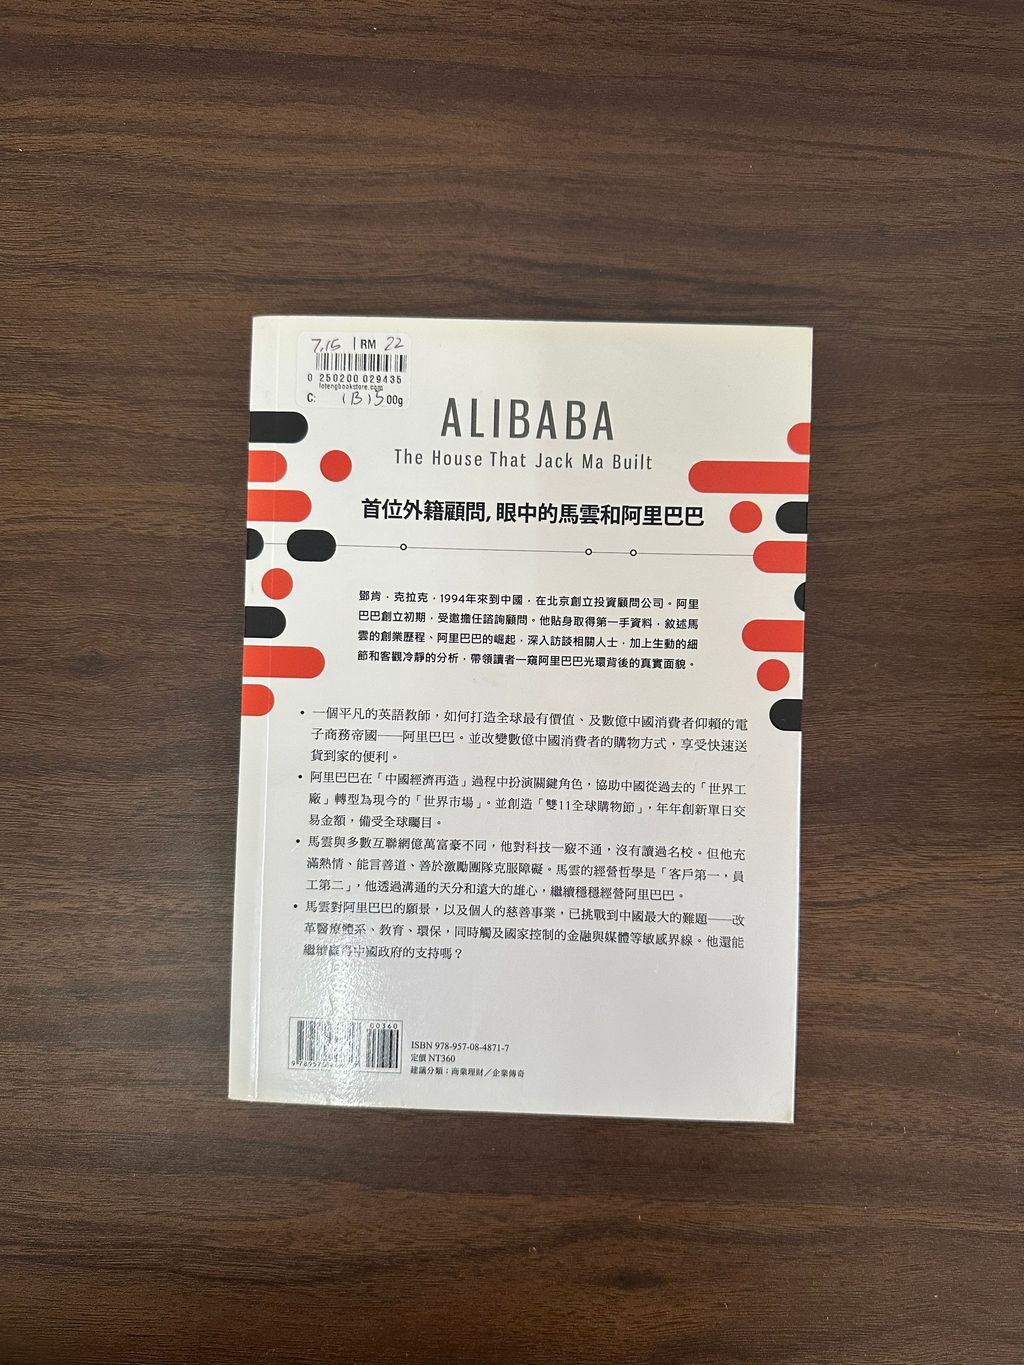 7.15 | RM 22
0 250200 029435
lotengbookstore.com
C: (B)5 00g
ALIBABA
The House That Jack Ma Built
首位外籍顧問, 眼中的馬雲和阿里巴巴
鄧肯．克拉克，1994年來到中國，在北京創立投資顧問公司。阿里
巴巴創立初期，受邀擔任諮詢顧問。他貼身取得第一手資料，敘述馬
雲的創業歷程、阿里巴巴的崛起，深入訪談相關人士，加上生動的細
節和客觀冷靜的分析，帶領讀者一窺阿里巴巴光環背後的真實面貌。
• 一個平凡的英語教師，如何打造全球最有價值、及數億中國消費者仰賴的電
子商務帝國——阿里巴巴。並改變數億中國消費者的購物方式，享受快速送
貨到家的便利。
• 阿里巴巴在「中國經濟再造」過程中扮演關鍵角色，協助中國從過去的「世界工
廠」轉型為現今的「世界市場」。並創造「雙11全球購物節」，年年創新單日交
易金額，備受全球矚目。
• 馬雲與多數互聯網億萬富豪不同，他對科技一竅不通，沒有讀過名校。但他充
滿熱情、能言善道、善於激勵團隊克服障礙。馬雲的經營哲學是「客戶第一，員
工第二」，他透過溝通的天分和遠大的雄心，繼續穩穩經營阿里巴巴。
• 馬雲對阿里巴巴的願景，以及個人的慈善事業，已挑戰到中國最大的難題——改
革醫療體系、教育、環保，同時觸及國家控制的金融與媒體等敏感界線。他還能
繼續贏得中國政府的支持嗎？
00360
ISBN 978-957-08-4871-7
定價 NT360
建議分類：商業理財／企業傳奇